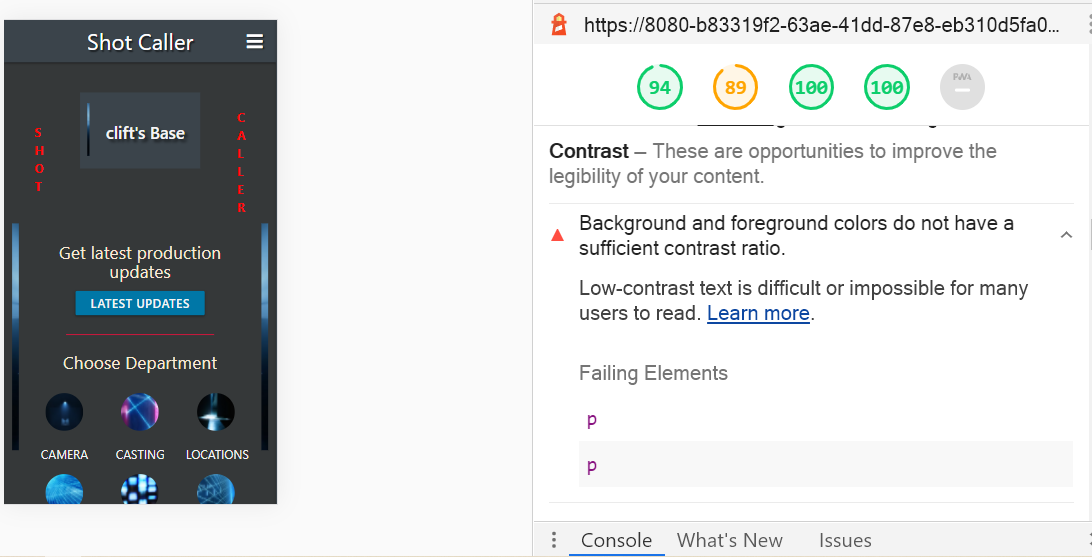 Shot Caller
clift's Base
S
H
O
T
C
A
L
L
E
R
Get latest production
updates
LATEST UPDATES
Choose Department
CAMERA
CASTING
LOCATIONS
https://8080-b83319f2-63ae-41dd-87e8-eb310d5fa0...
94
89
100
100
PWA
Contrast — These are opportunities to improve the
legibility of your content.
Background and foreground colors do not have a
sufficient contrast ratio.
Low-contrast text is difficult or impossible for many
users to read. Learn more.
Failing Elements
p
p
Console
What's New
Issues